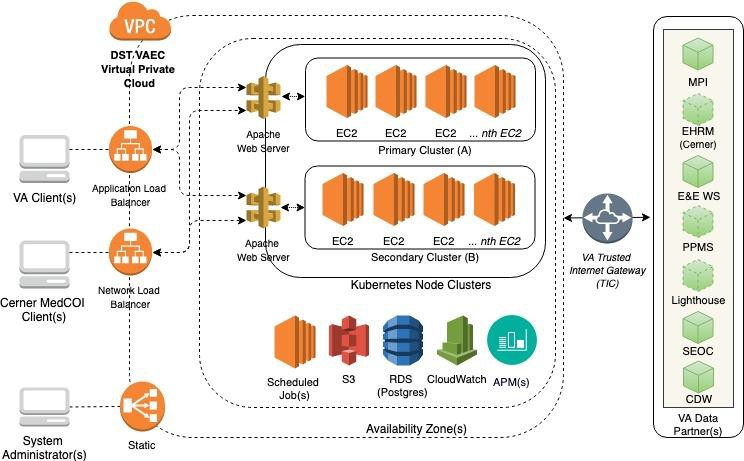 VPC
DST VAEC
Virtual Private
Cloud
VA Client(s)
Application Load
Balancer
Cerner MedCOI
Client(s)
Network Load
Balancer
System
Administrator(s)
Static
Apache
Web Server
EC2
EC2
EC2
... nth EC2
Primary Cluster (A)
Apache
Web Server
EC2
EC2
EC2
... nth EC2
Secondary Cluster (B)
Kubernetes Node Clusters
Scheduled
Job(s)
S3
RDS
(Postgres)
CloudWatch
APM(s)
Availability Zone(s)
VA Trusted
Internet Gateway
(TIC)
MPI
EHRM
(Cerner)
E&E WS
PPMS
Lighthouse
SEOC
CDW
VA Data
Partner(s)